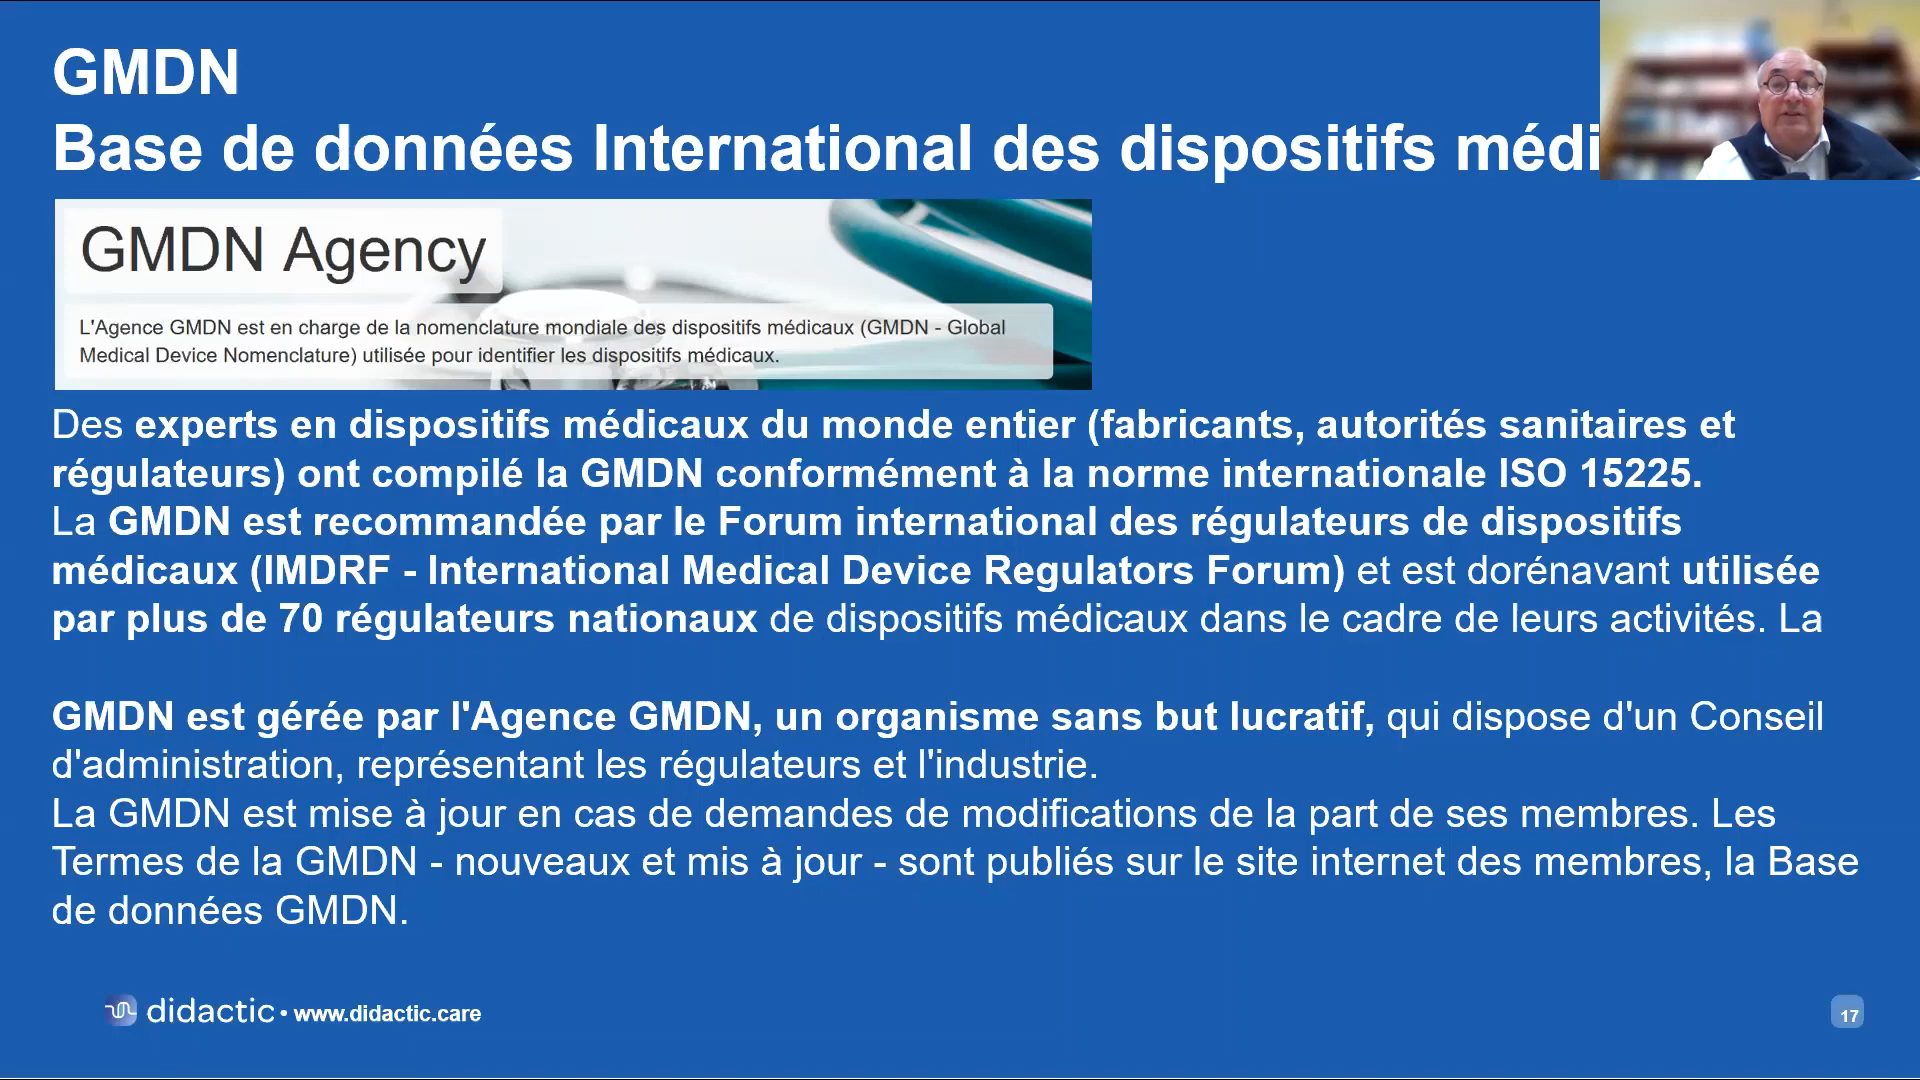 GMDN
Base de données International des dispositifs médi
GMDN Agency
L'Agence GMDN est en charge de la nomenclature mondiale des dispositifs médicaux (GMDN - Global
Medical Device Nomenclature) utilisée pour identifier les dispositifs médicaux.
Des experts en dispositifs médicaux du monde entier (fabricants, autorités sanitaires et
régulateurs) ont compilé la GMDN conformément à la norme internationale ISO 15225.
La GMDN est recommandée par le Forum international des régulateurs de dispositifs
médicaux (IMDRF - International Medical Device Regulators Forum) et est dorénavant utilisée
par plus de 70 régulateurs nationaux de dispositifs médicaux dans le cadre de leurs activités. La
GMDN est gérée par l'Agence GMDN, un organisme sans but lucratif, qui dispose d'un Conseil
d'administration, représentant les régulateurs et l'industrie.
La GMDN est mise à jour en cas de demandes de modifications de la part de ses membres. Les
Termes de la GMDN - nouveaux et mis à jour - sont publiés sur le site internet des membres, la Base
de données GMDN.
didactic • www.didactic.care
17